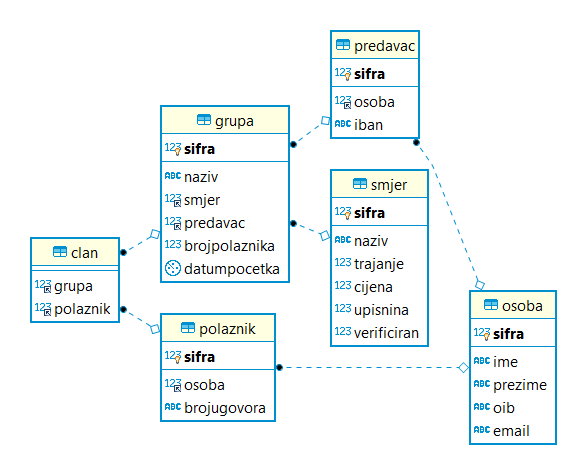 predavac
123 sifra
123 osoba
ABC iban
grupa
123 sifra
ABC naziv
123 smjer
123 predavac
123 brojpolaznika
datumpocetka
smjer
123 sifra
ABC naziv
123 trajanje
123 cijena
123 upisnina
123 verificiran
clan
123 grupa
123 polaznik
polaznik
123 sifra
123 osoba
ABC brojugovora
osoba
123 sifra
ABC ime
ABC prezime
ABC oib
ABC email